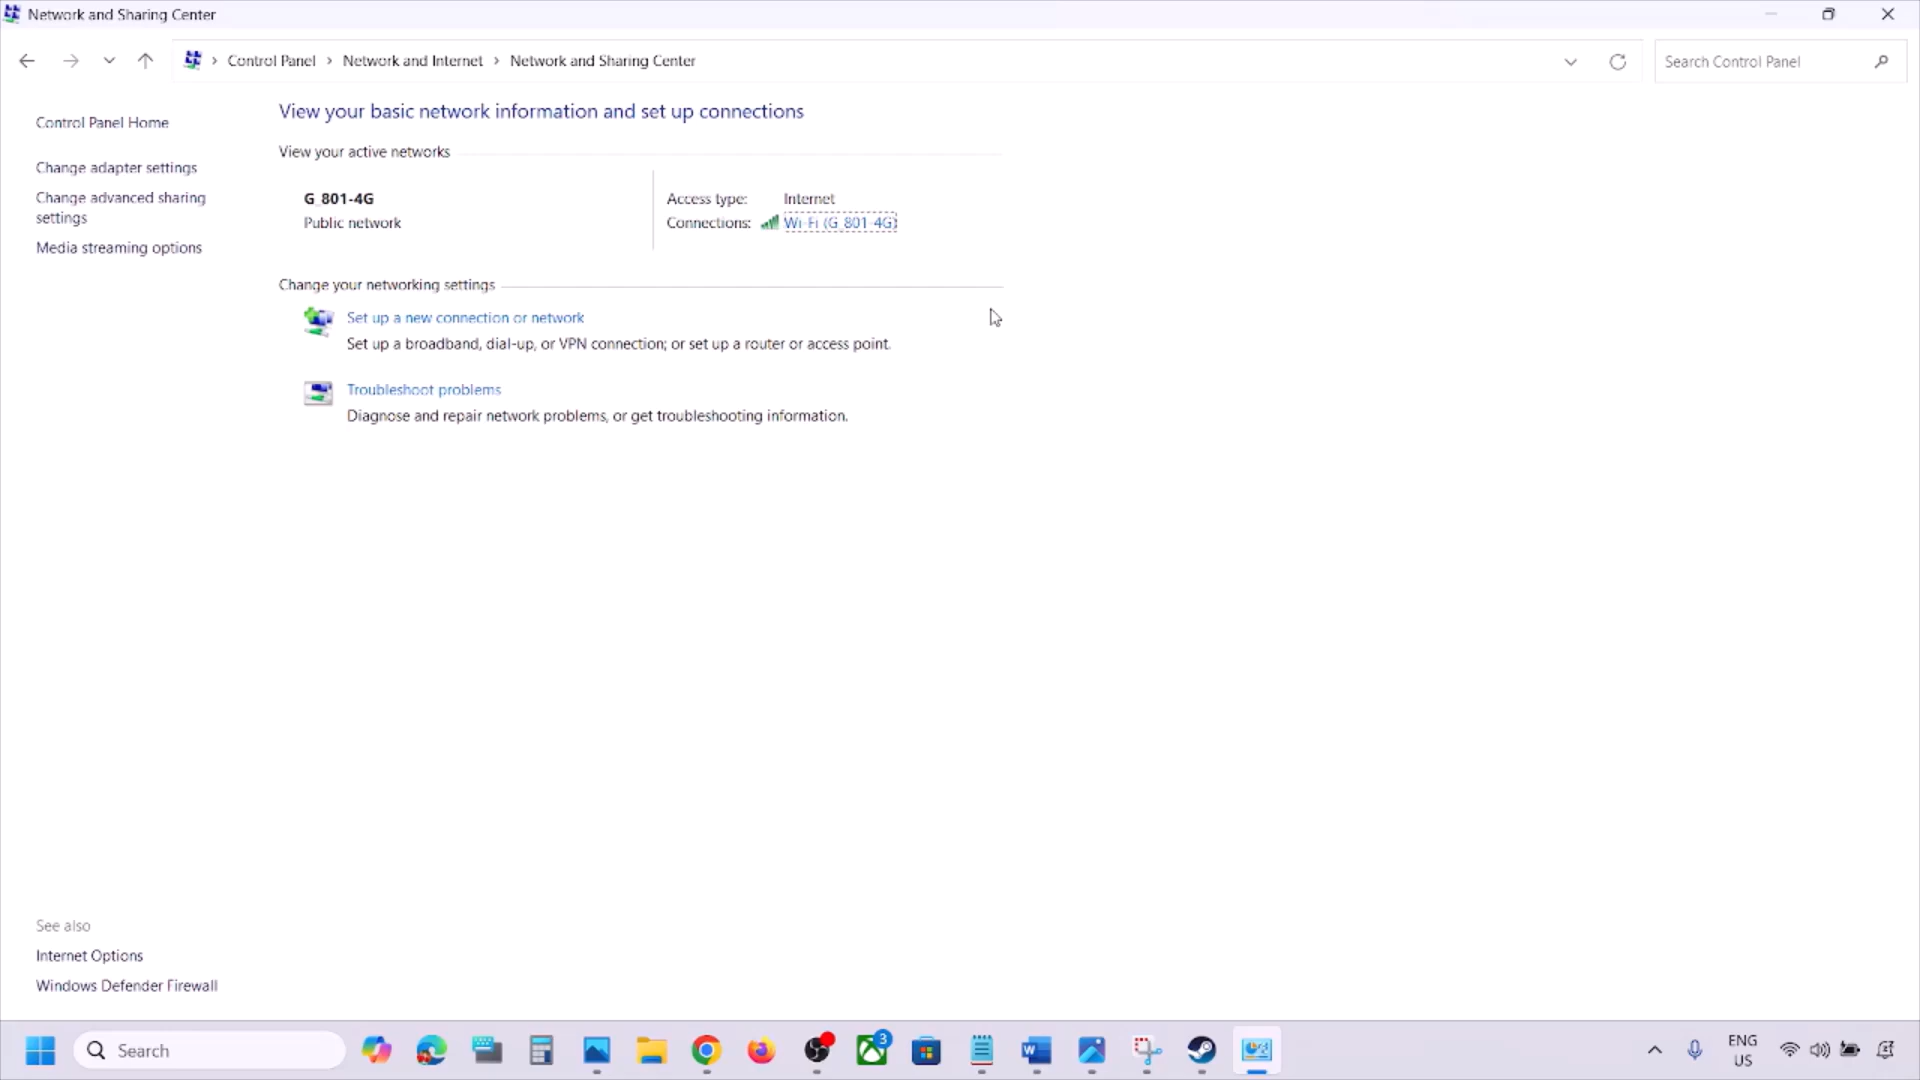 Network and Sharing Center
Control Panel > Network and Internet > Network and Sharing Center
Search Control Panel
Control Panel Home
Change adapter settings
Change advanced sharing
settings
Media streaming options
View your basic network information and set up connections
View your active networks
G_801-4G
Public network
Access type: Internet
Connections: Wi-Fi (G_801-4G)
Change your networking settings
Set up a new connection or network
Set up a broadband, dial-up, or VPN connection; or set up a router or access point.
Troubleshoot problems
Diagnose and repair network problems, or get troubleshooting information.
See also
Internet Options
Windows Defender Firewall
Search
3
W
ENG
US